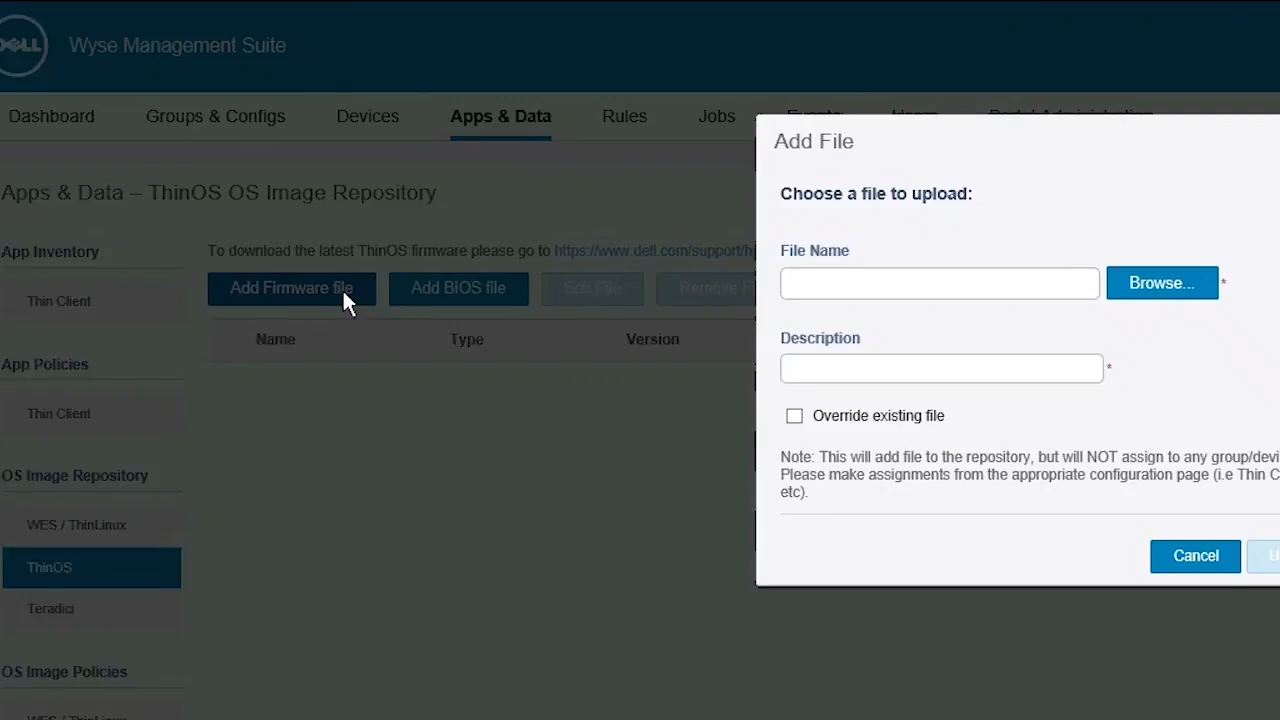 DELL
Wyse Management Suite
Dashboard
Groups & Configs
Devices
Apps & Data
Rules
Jobs
Apps & Data – ThinOS OS Image Repository
App Inventory
Thin Client
App Policies
Thin Client
OS Image Repository
WES / ThinLinux
ThinOS
Teradici
OS Image Policies
WES / ThinLinux
To download the latest ThinOS firmware please go to https://www.dell.com/support/h
Add Firmware file
Add BIOS file
Edit File
Remove F
Name
Type
Version
Add File
Choose a file to upload:
File Name
Browse...
*
Description
*
Override existing file
Note: This will add file to the repository, but will NOT assign to any group/devi
Please make assignments from the appropriate configuration page (i.e Thin C
etc).
Cancel
U